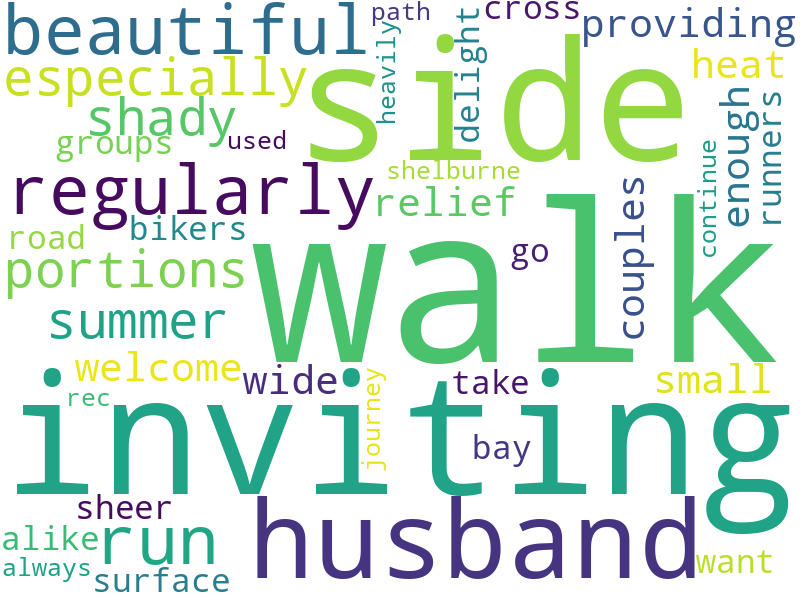 beautiful
path
cross
providing
especially
side
heavily
delight
heat
shady
groups
used
enough
runners
regularly
shelburne
relief
couples
continue
road
bikers
go
portions
walk
summer
welcome
wide
take
small
rec
journey
inviting
bay
sheer
husband
alike
run
want
always
surface